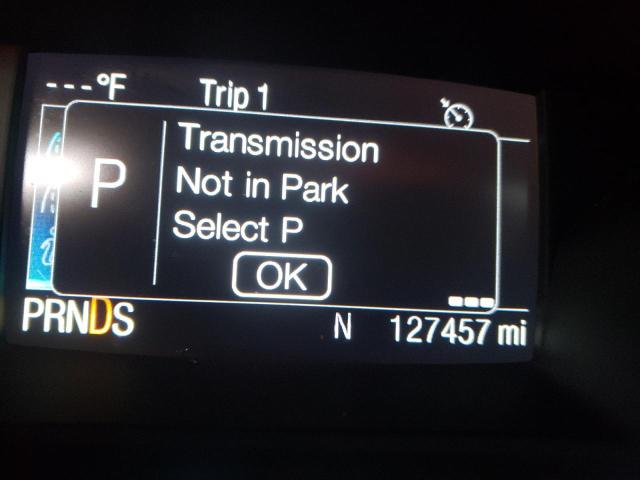 ---°F Trip 1
P
Transmission
Not in Park
Select P
OK
PRNDS N 127457 mi